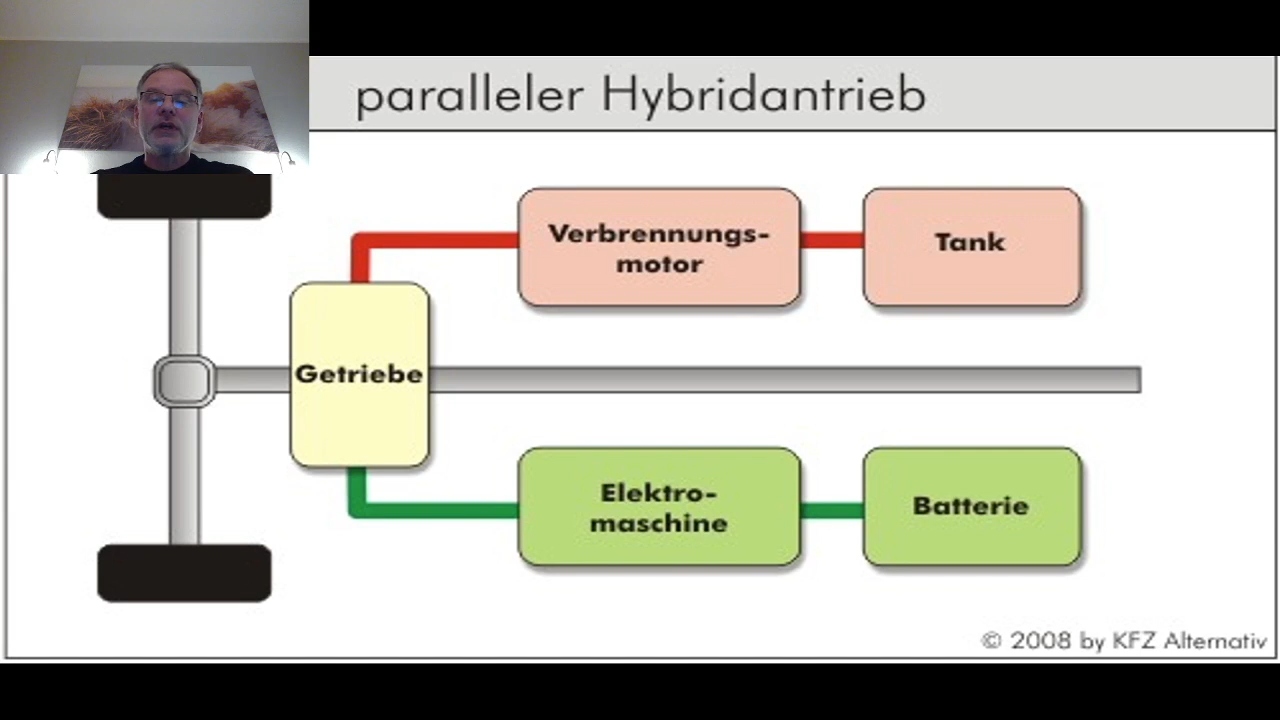 paralleler Hybridantrieb
Verbrennungs-
motor
Tank
Getriebe
Elektro-
maschine
Batterie
© 2008 by KFZ Alternativ